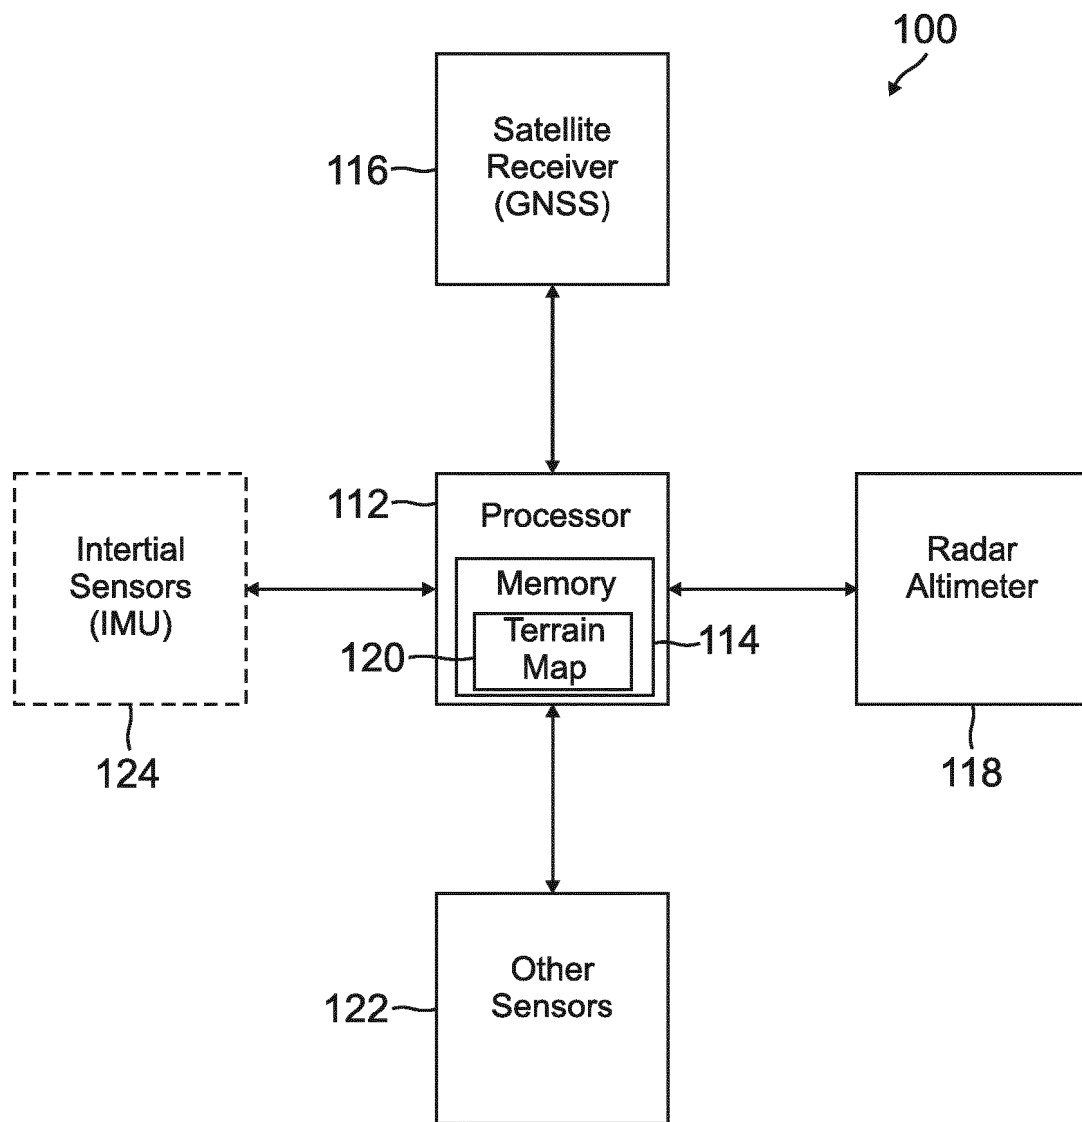 100
Satellite
Receiver
(GNSS)
116
112
Processor
Intertial
Sensors
(IMU)
Radar
Altimeter
Memory
Terrain
Map
120
114
124
118
Other
Sensors
122